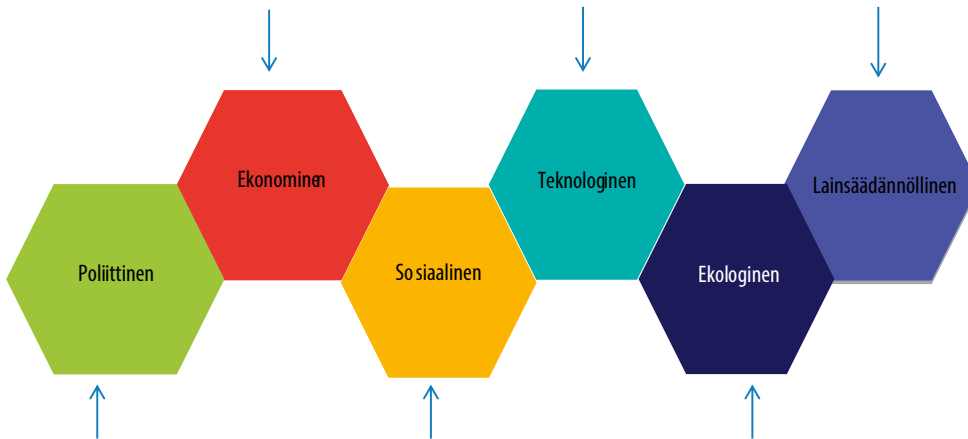 Poliittinen
Ekonominen
Sosiaalinen
Teknologinen
Ekologinen
Lainsäädännöllinen